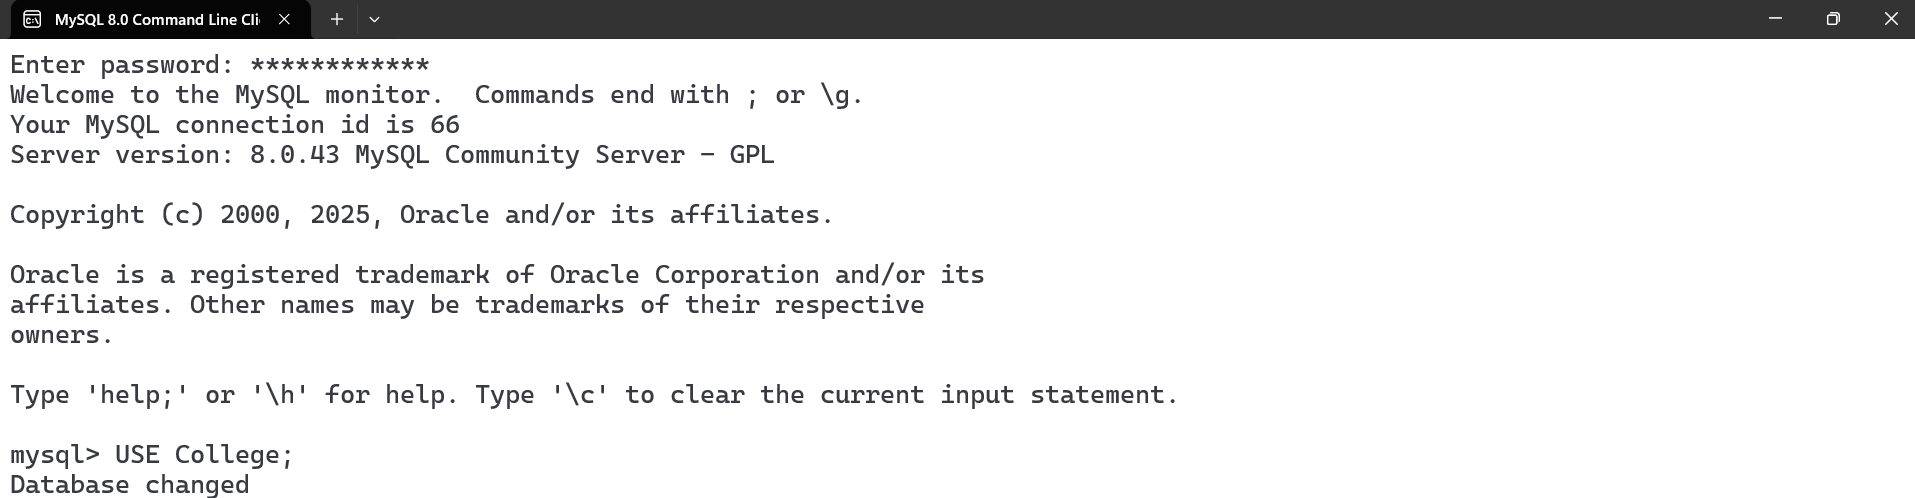 MySQL 8.0 Command Line Cli
Enter password: ************
Welcome to the MySQL monitor.  Commands end with ; or \g.
Your MySQL connection id is 66
Server version: 8.0.43 MySQL Community Server - GPL

Copyright (c) 2000, 2025, Oracle and/or its affiliates.

Oracle is a registered trademark of Oracle Corporation and/or its
affiliates. Other names may be trademarks of their respective
owners.

Type 'help;' or '\h' for help. Type '\c' to clear the current input statement.

mysql> USE College;
Database changed